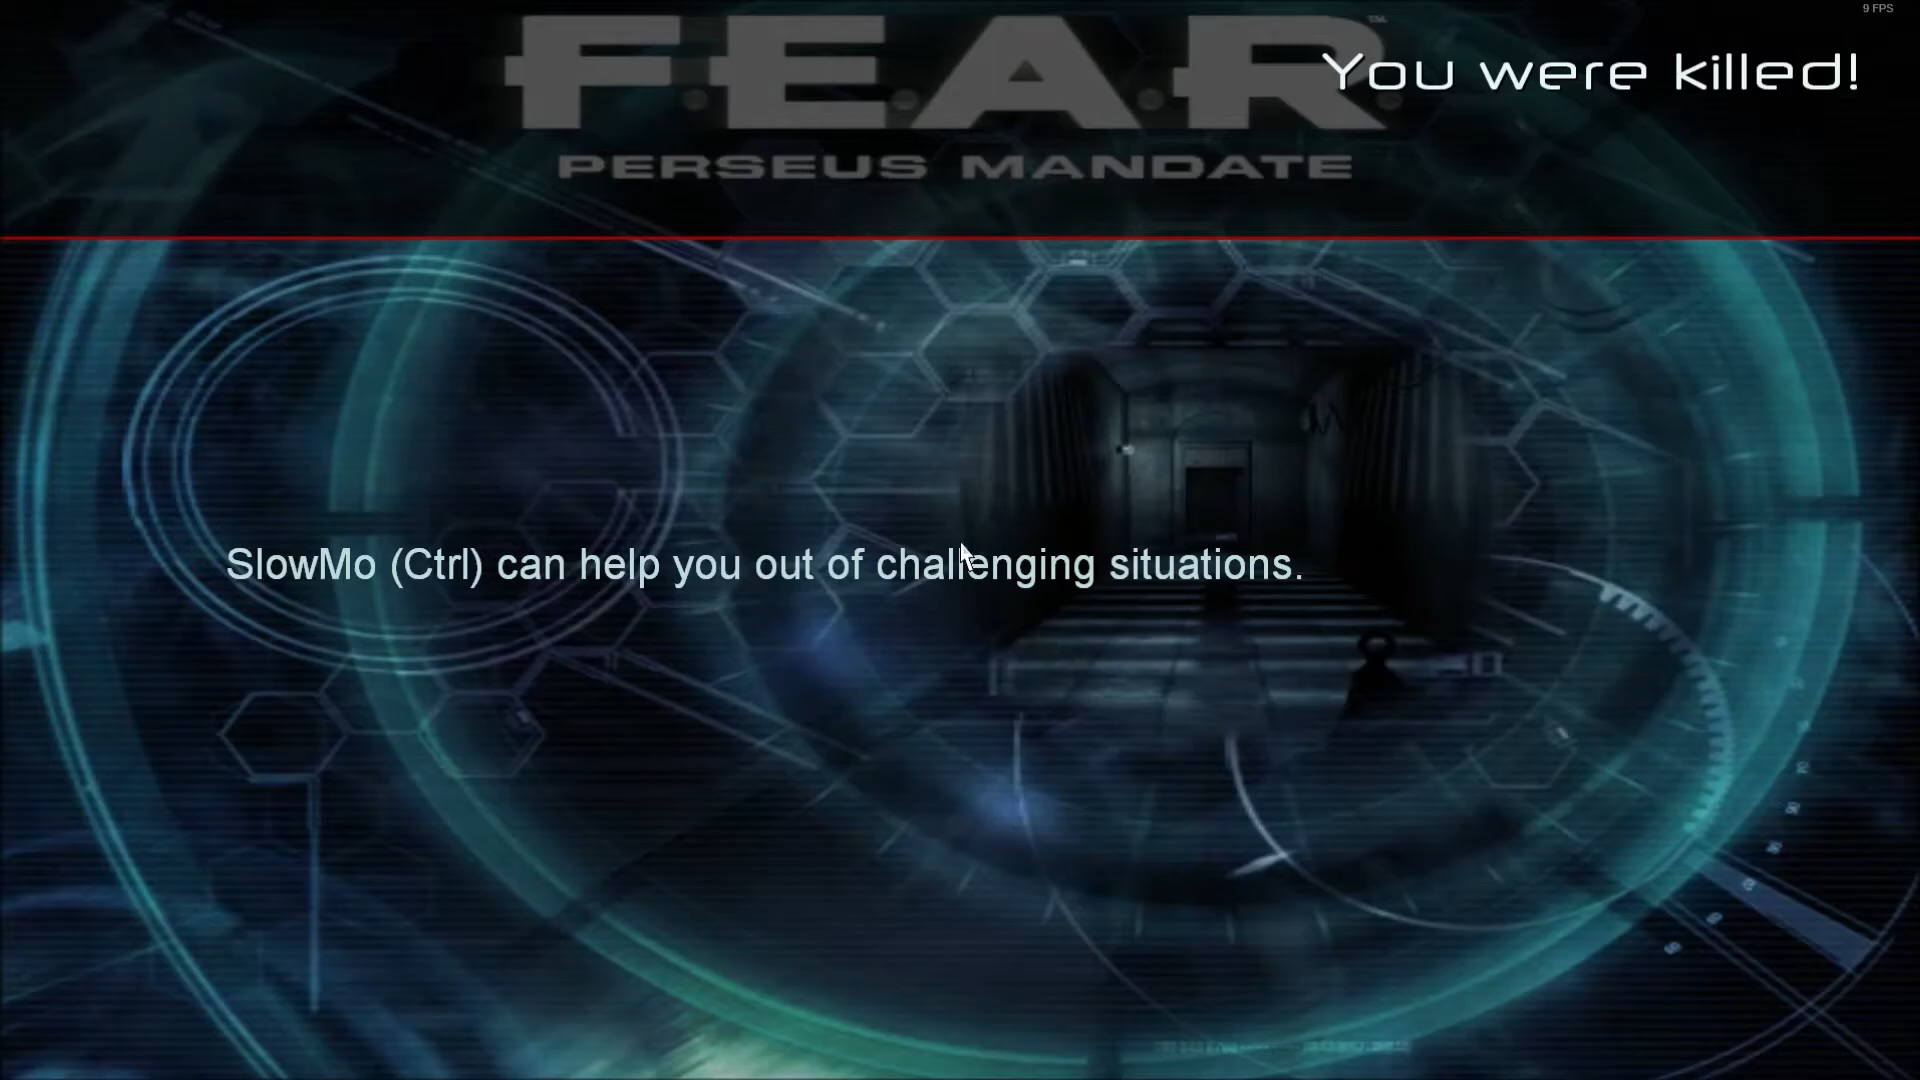 9 FPS
F.E.A.R.
You were killed!
PERSEUS MANDATE
SlowMo (Ctrl) can help you out of challenging situations.